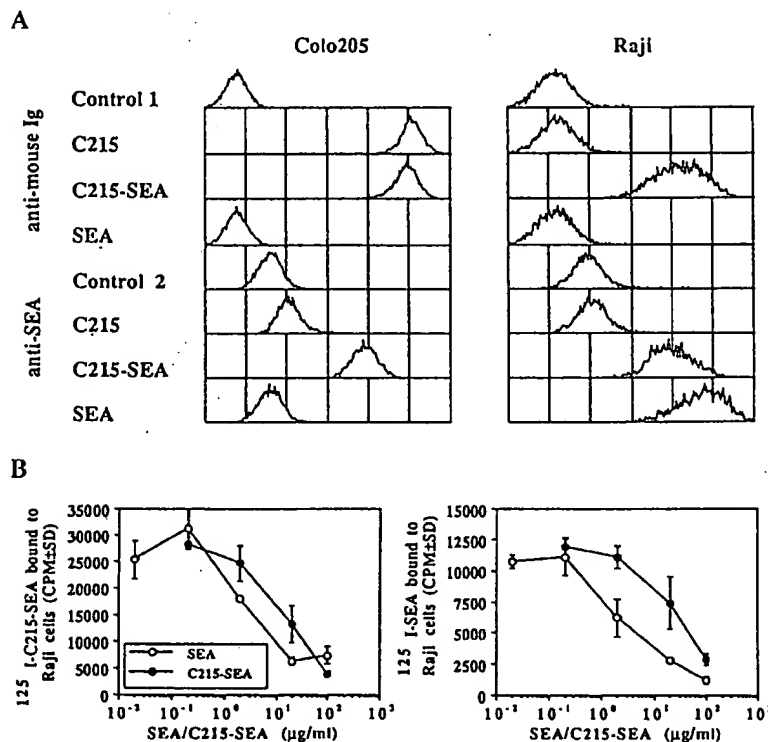 A
Colo205 Raji
anti-mouse Ig
Control 1
C215
C215-SEA
SEA
anti-SEA
Control 2
C215
C215-SEA
SEA
B
125 I-C215-SEA bound to
Raji cells (CPM±SD)
35000
30000
25000
20000
15000
10000
5000
0
SEA
C215-SEA
10⁻³ 10⁻¹ 10⁰ 10¹ 10² 10³
SEA/C215-SEA (µg/ml)
125 I-SEA bound to
Raji cells (CPM±SD)
15000
12500
10000
7500
5000
2500
0
10⁻² 10⁻¹ 10⁰ 10¹ 10² 10³
SEA/C215-SEA (µg/ml)